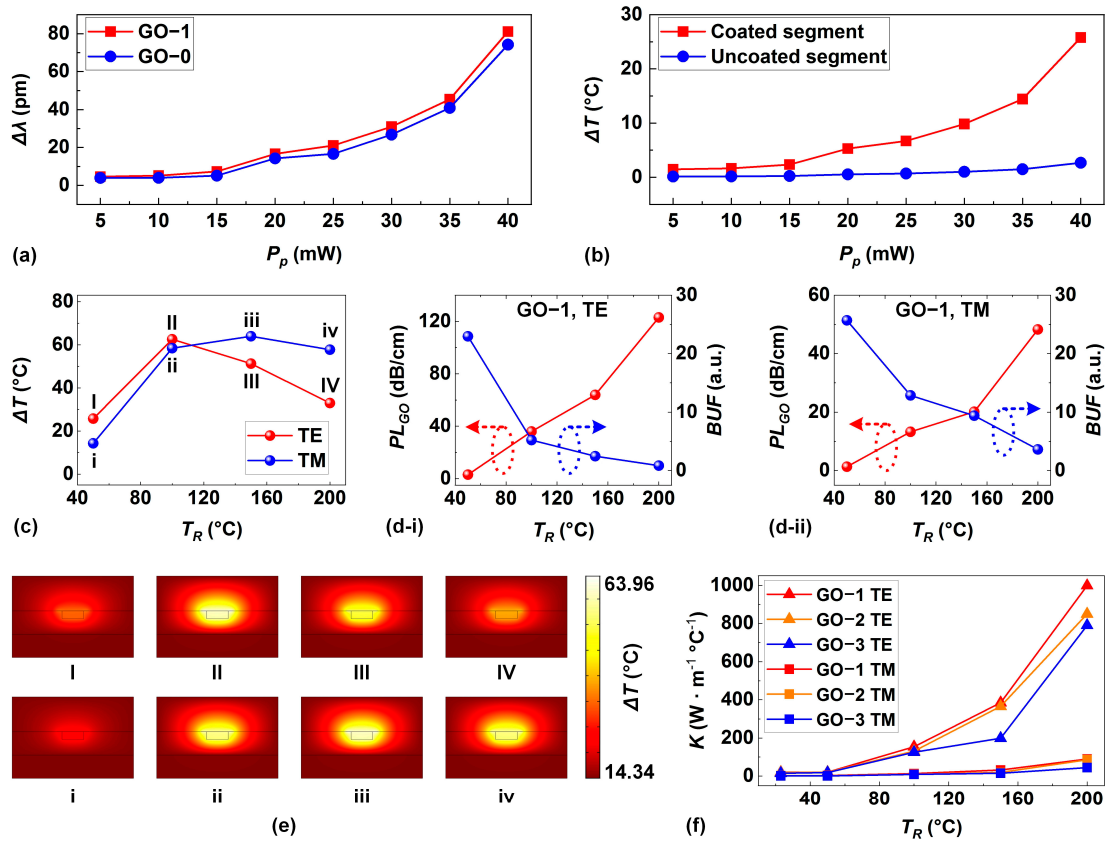 GO−1
GO−0
Δλ (pm)
80
60
40
20
0
5 10 15 20 25 30 35 40
P_p (mW)
(a)
Coated segment
Uncoated segment
ΔT (°C)
30
20
10
0
5 10 15 20 25 30 35 40
P_p (mW)
(b)
ΔT (°C)
80
60
40
20
0
I
II
III
IV
i
ii
iii
iv
TE
TM
40 80 120 160 200
T_R (°C)
(c)
GO−1, TE
PL_GO (dB/cm)
120
90
60
30
0
BUF (a.u.)
30
20
10
0
40 80 120 160 200
T_R (°C)
(d-i)
GO−1, TM
PL_GO (dB/cm)
60
40
20
0
BUF (a.u.)
30
20
10
0
40 80 120 160 200
T_R (°C)
(d-ii)
I II III IV
i ii iii iv
63.96
ΔT (°C)
14.34
(e)
GO−1 TE
GO−2 TE
GO−3 TE
GO−1 TM
GO−2 TM
GO−3 TM
K (W · m⁻¹ °C⁻¹)
1000
800
600
400
200
0
40 80 120 160 200
T_R (°C)
(f)